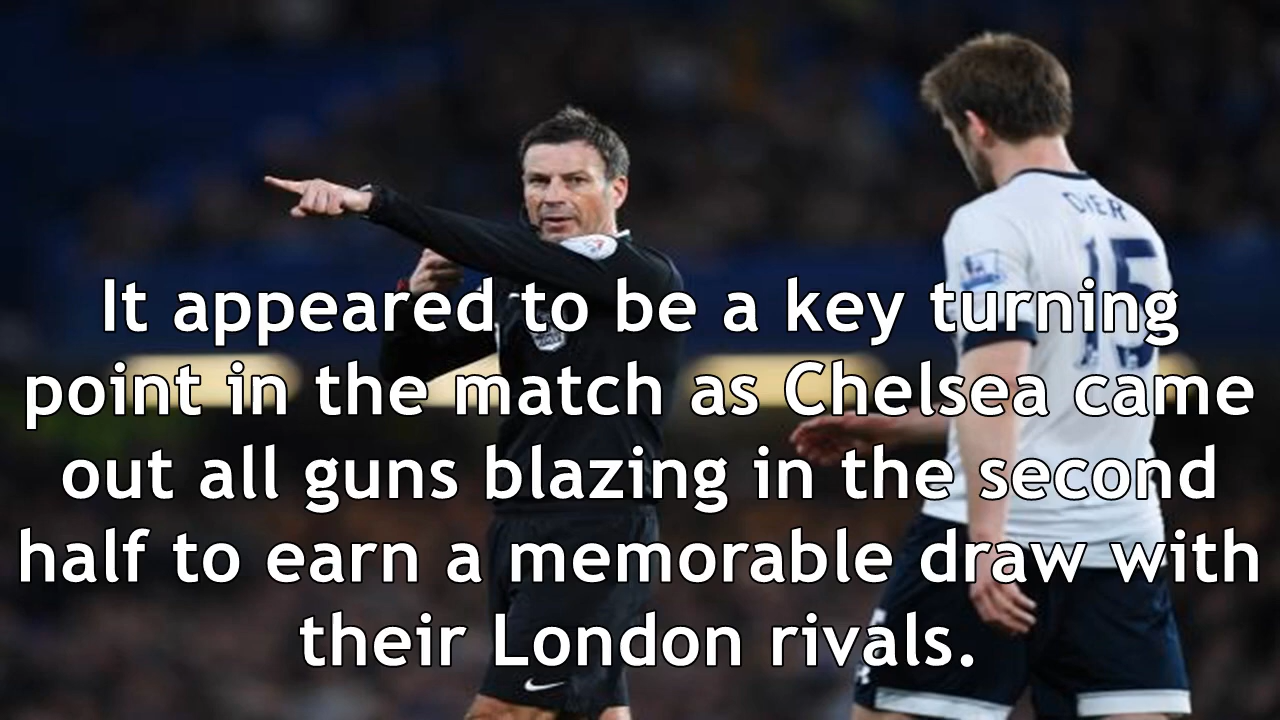 DIER
15
It appeared to be a key turning
point in the match as Chelsea came
out all guns blazing in the second
half to earn a memorable draw with
their London rivals.